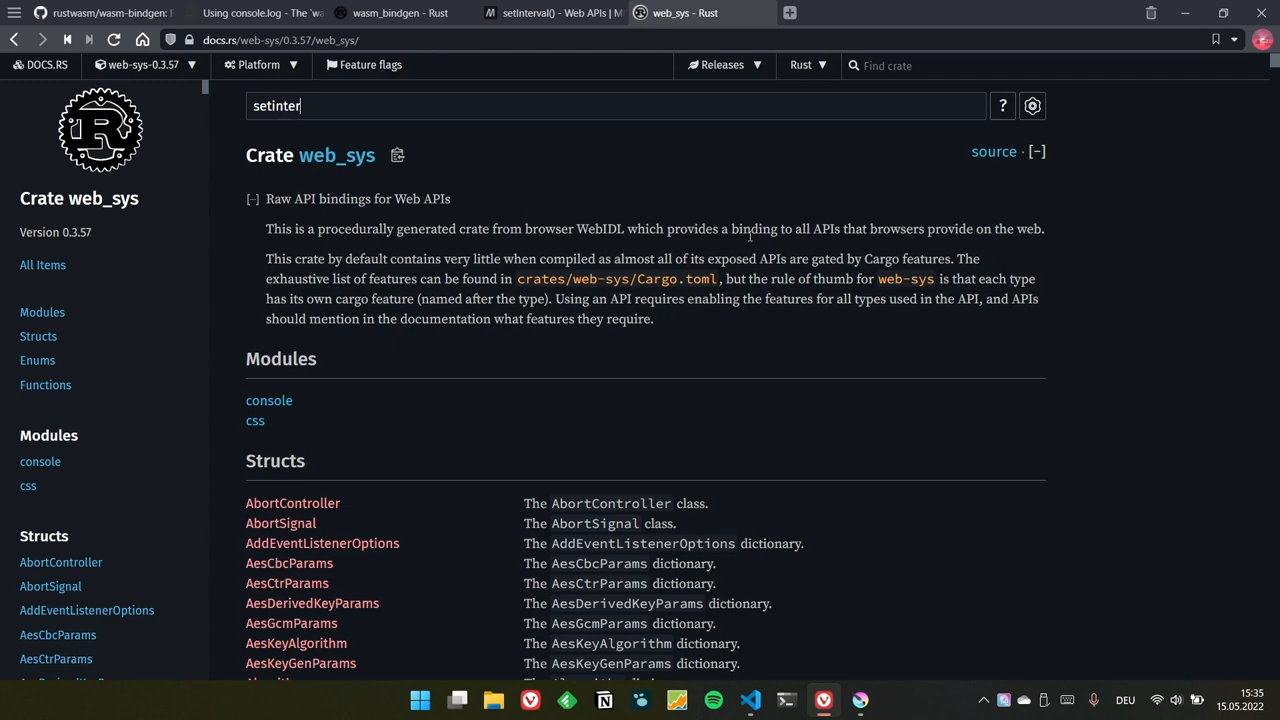 rustwasm/wasm-bindgen: F
Using console.log - The `wa
wasm_bindgen - Rust
setInterval() - Web APIs | M
web_sys - Rust
docs.rs/web-sys/0.3.57/web_sys/
DOCS.RS
web-sys-0.3.57
Platform
Feature flags
Releases
Rust
Find crate
setinter
?
Crate web_sys
source · [−]
[−] Raw API bindings for Web APIs
This is a procedurally generated crate from browser WebIDL which provides a binding to all APIs that browsers provide on the web.
This crate by default contains very little when compiled as almost all of its exposed APIs are gated by Cargo features. The
exhaustive list of features can be found in crates/web-sys/Cargo.toml, but the rule of thumb for web-sys is that each type
has its own cargo feature (named after the type). Using an API requires enabling the features for all types used in the API, and APIs
should mention in the documentation what features they require.
Modules
console
css
Structs
AbortController The AbortController class.
AbortSignal The AbortSignal class.
AddEventListenerOptions The AddEventListenerOptions dictionary.
AesCbcParams The AesCbcParams dictionary.
AesCtrParams The AesCtrParams dictionary.
AesDerivedKeyParams The AesDerivedKeyParams dictionary.
AesGcmParams The AesGcmParams dictionary.
AesKeyAlgorithm The AesKeyAlgorithm dictionary.
AesKeyGenParams The AesKeyGenParams dictionary.
Crate web_sys
Version 0.3.57
All Items
Modules
Structs
Enums
Functions
Modules
console
css
Structs
AbortController
AbortSignal
AddEventListenerOptions
AesCbcParams
AesCtrParams
DEU
15:35
15.05.2022